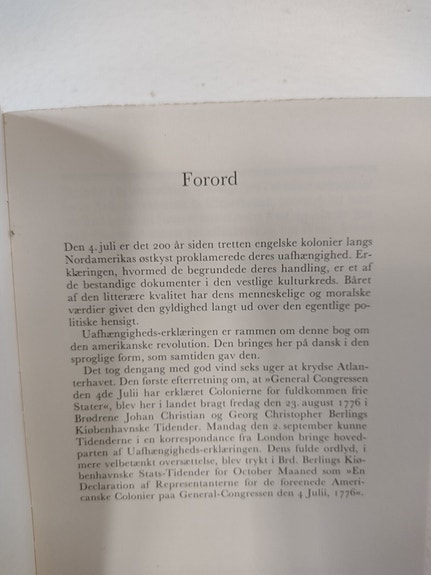 Forord
Den 4. juli er det 200 år siden tretten engelske kolonier langs
Nordamerikas østkyst proklamerede deres uafhængighed. Er-
klæringen, hvormed de begrundede deres handling, er et af
de bestandige dokumenter i den vestlige kulturkreds. Båret
af den litterære kvalitet har dens menneskelige og moralske
værdier givet den gyldighed langt ud over den egentlige po-
litiske hensigt.
Uafhængigheds-erklæringen er rammen om denne bog om
den amerikanske revolution. Den bringes her på dansk i den
sproglige form, som samtiden gav den.
Det tog dengang med god vind seks uger at krydse Atlan-
terhavet. Den første efterretning om, at »General Congressen
den 4de Julii har erklæret Colonierne for fuldkommen frie
Stater«, blev her i landet bragt fredag den 23. august 1776 i
Brødrene Johan Christian og Georg Christopher Berlings
Kiøbenhavnske Tidender. Mandag den 2. september kunne
Tidenderne i en korrespondance fra London bringe hoved-
parten af Uafhængigheds-erklæringen. Dens fulde ordlyd, i
mere velbetænkt oversættelse, blev trykt i Brd. Berlings Kiø-
benhavnske Stats-Tidender for October Maaned som »En
Declaration af Representanterne for de foreenede Ameri-
canske Colonier paa General-Congressen den 4 Julii, 1776«.